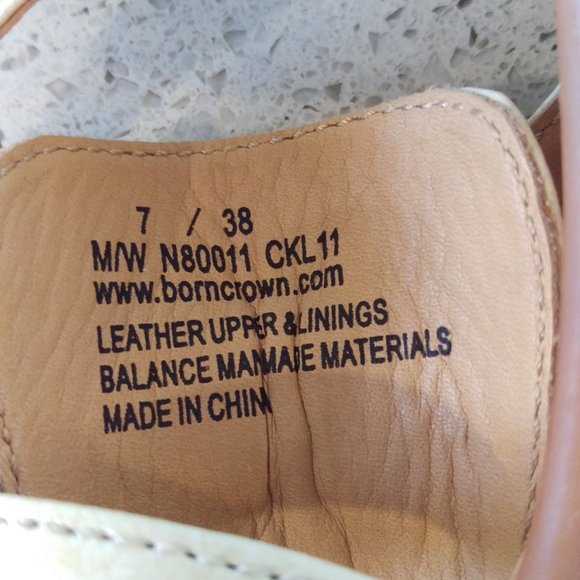 7 / 38
M/W N80011 CKL11
www.borncrown.com
LEATHER UPPER & LININGS
BALANCE MANMADE MATERIALS
MADE IN CHINA